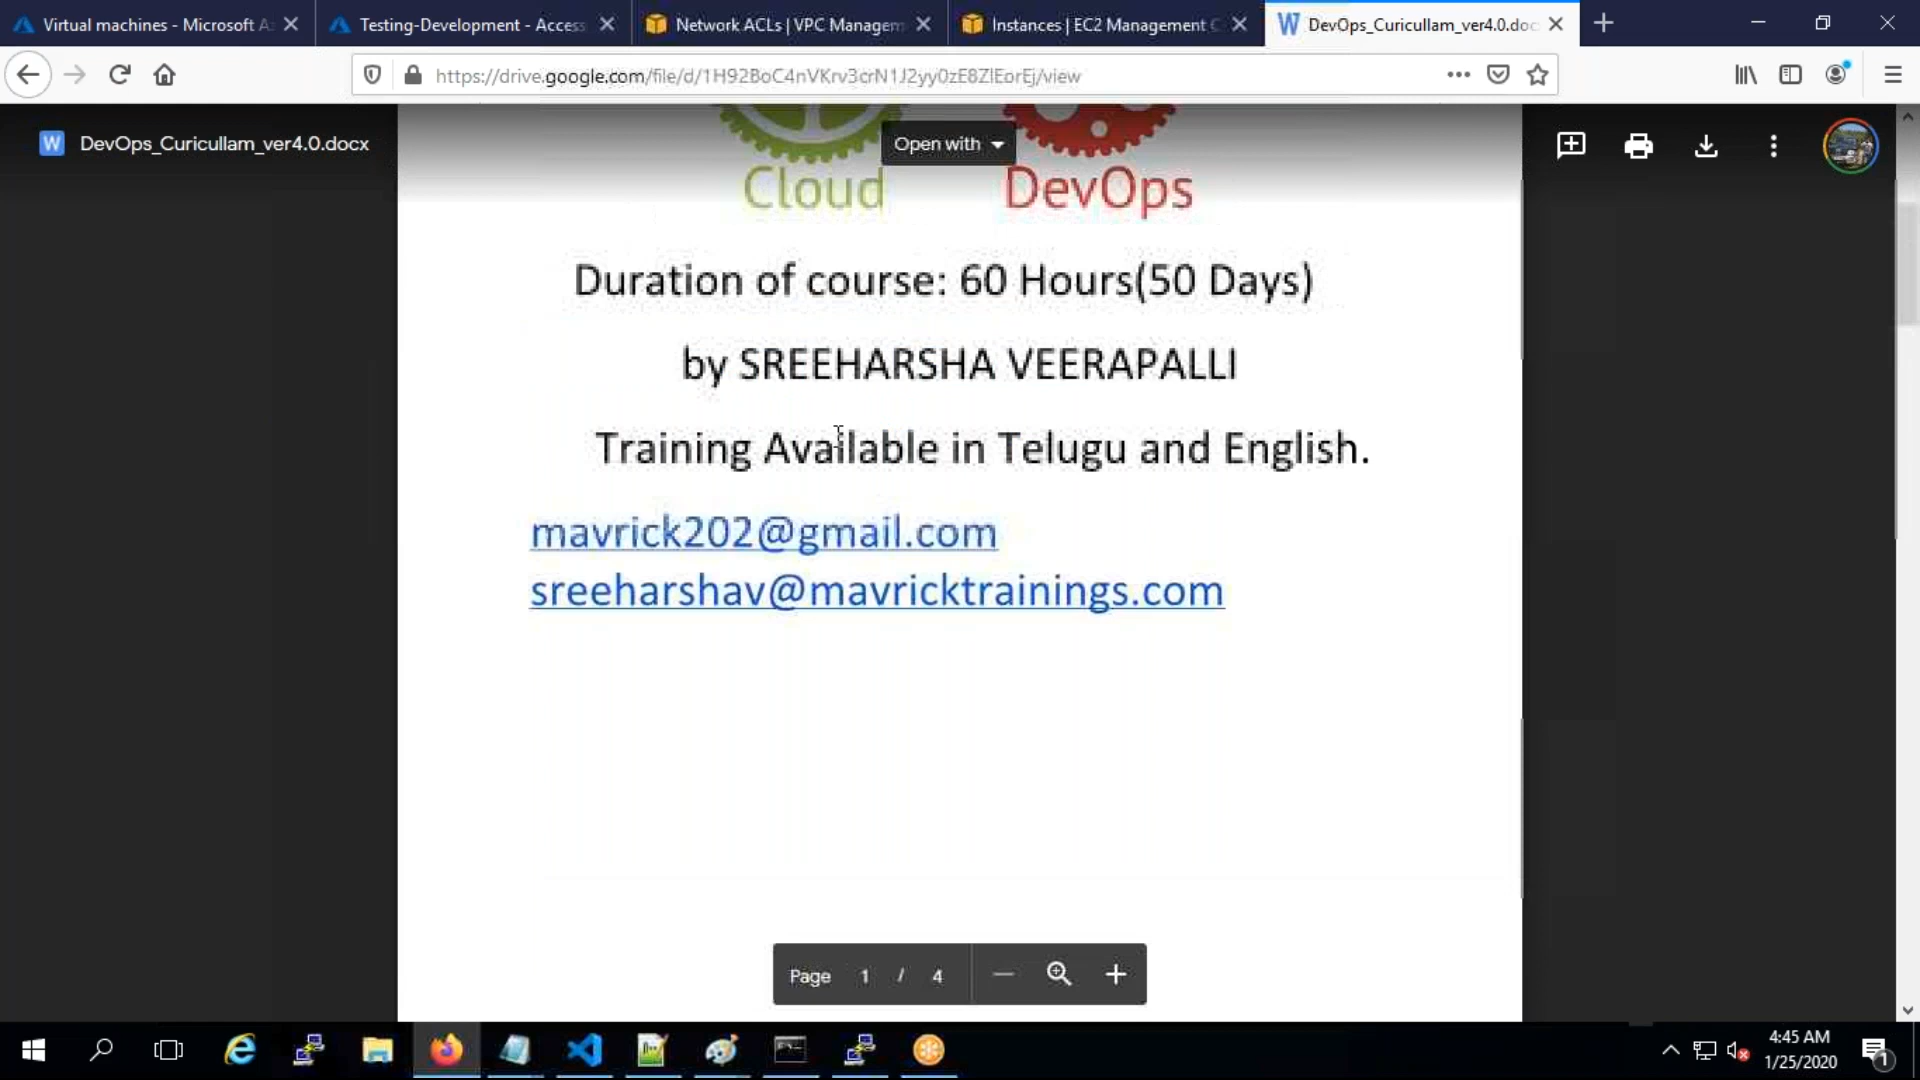 Virtual machines - Microsoft A
Testing-Development - Access
Network ACLs | VPC Managem
Instances | EC2 Management C
DevOps_Curicullam_ver4.0.doc
https://drive.google.com/file/d/1H92BoC4nVKrv3crN1J2yy0zE8ZlEorEj/view
W DevOps_Curicullam_ver4.0.docx
Open with
Cloud DevOps
Duration of course: 60 Hours(50 Days)
by SREEHARSHA VEERAPALLI
Training Available in Telugu and English.
mavrick202@gmail.com
sreeharshav@mavricktrainings.com
Page 1 / 4
4:45 AM
1/25/2020
1